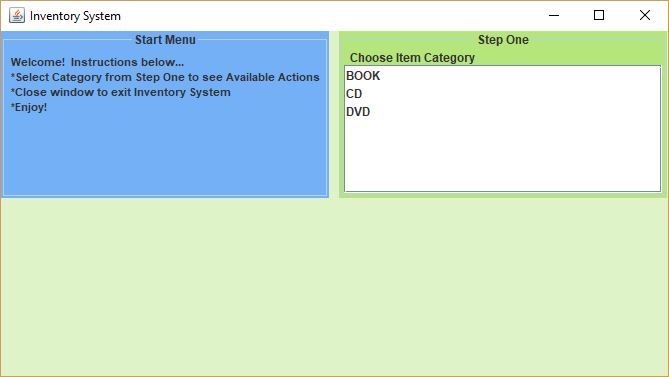 Inventory System
Start Menu
Welcome!  Instructions below...
*Select Category from Step One to see Available Actions
*Close window to exit Inventory System
*Enjoy!
Step One
Choose Item Category
BOOK
CD
DVD